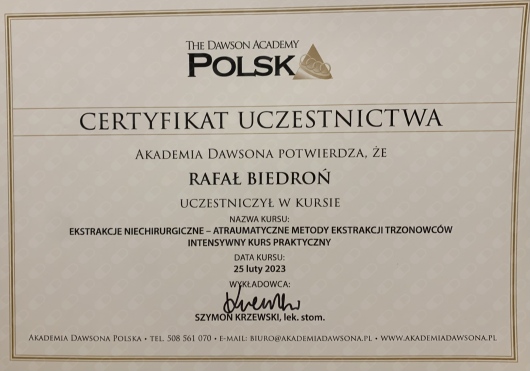 THE DAWSON ACADEMY
POLSKA
CERTYFIKAT UCZESTNICTWA
AKADEMIA DAWSONA POTWIERDZA, ŻE
RAFAŁ BIEDROŃ
UCZESTNICZYŁ W KURSIE
NAZWA KURSU:
EKSTRAKCJE NIECHIRURGICZNE – ATRAUMATYCZNE METODY EKSTRAKCJI TRZONOWCÓW
INTENSYWNY KURS PRAKTYCZNY
DATA KURSU:
25 luty 2023
WYKŁADOWCA:
SZYMON KRZEWSKI, lek. stom.
AKADEMIA DAWSONA POLSKA • TEL. 508 561 070 • E-MAIL: BIURO@AKADEMIADAWSONA.PL • WWW.AKADEMIADAWSONA.PL